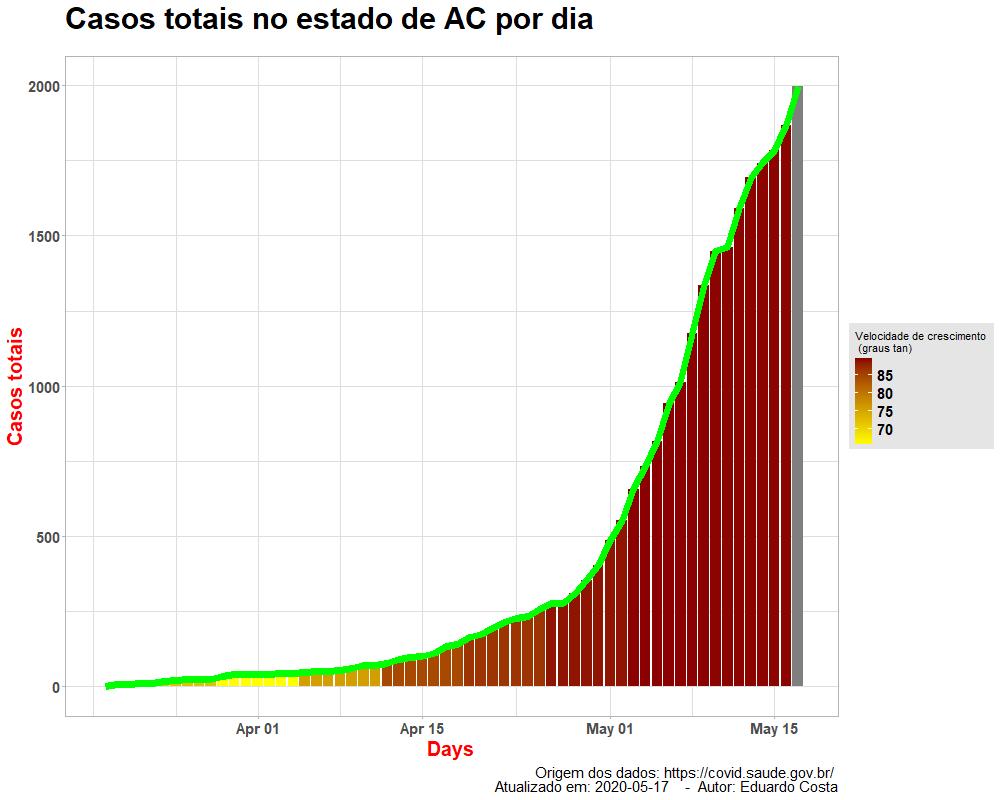 Casos totais no estado de AC por dia
2000
1500
1000
500
0
Casos totais
Apr 01
Apr 15
May 01
May 15
Days
Velocidade de crescimento
(graus tan)
85
80
75
70
Origem dos dados: https://covid.saude.gov.br/
Atualizado em: 2020-05-17 - Autor: Eduardo Costa